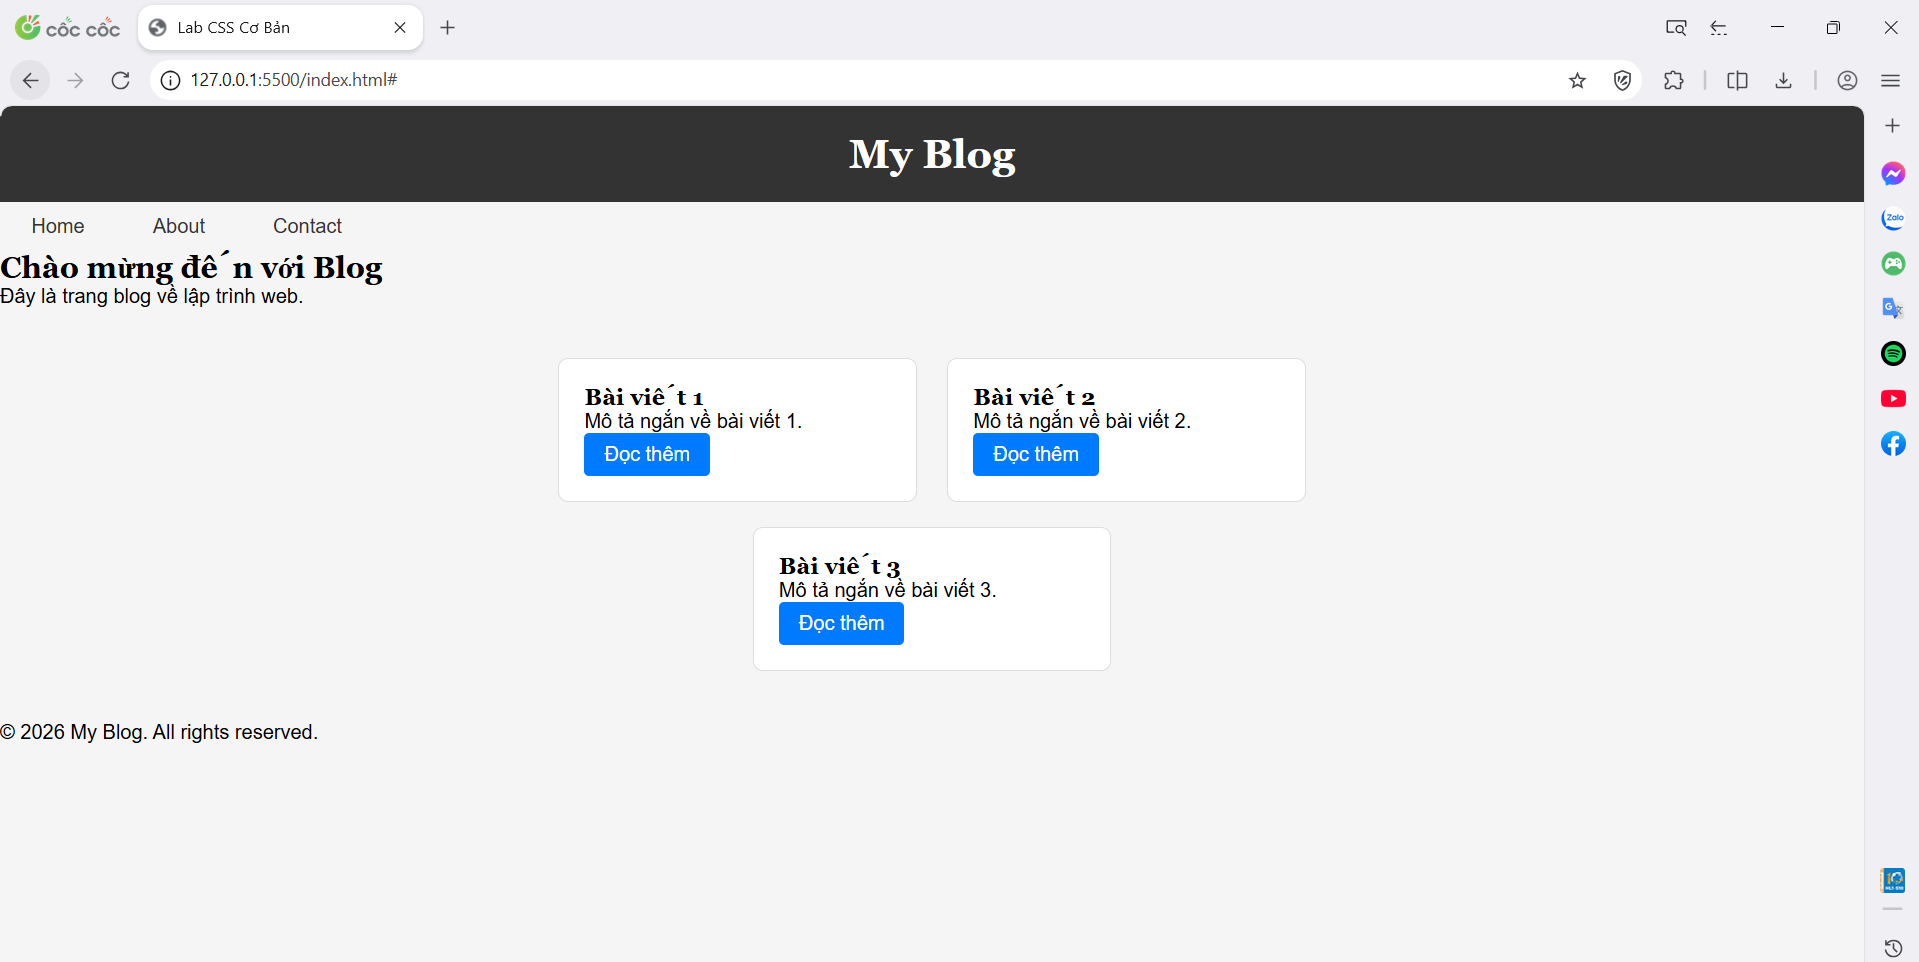 cốc cốc
Lab CSS Cơ Bản
127.0.0.1:5500/index.html#
My Blog
Home About Contact
Chào mừng đến với Blog
Đây là trang blog về lập trình web.
Bài viết 1
Mô tả ngắn về bài viết 1.
Đọc thêm
Bài viết 2
Mô tả ngắn về bài viết 2.
Đọc thêm
Bài viết 3
Mô tả ngắn về bài viết 3.
Đọc thêm
© 2026 My Blog. All rights reserved.
Zalo
G